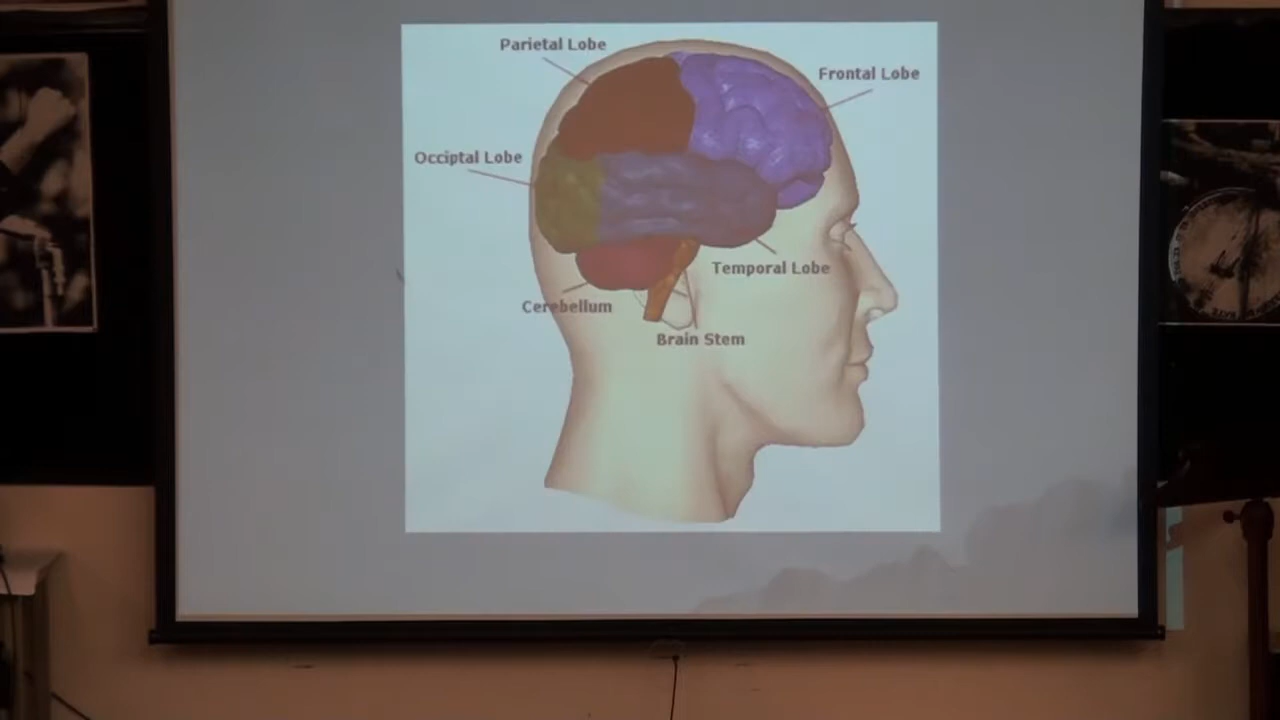 Parietal Lobe
Frontal Lobe
Occiptal Lobe
Temporal Lobe
Cerebellum
Brain Stem